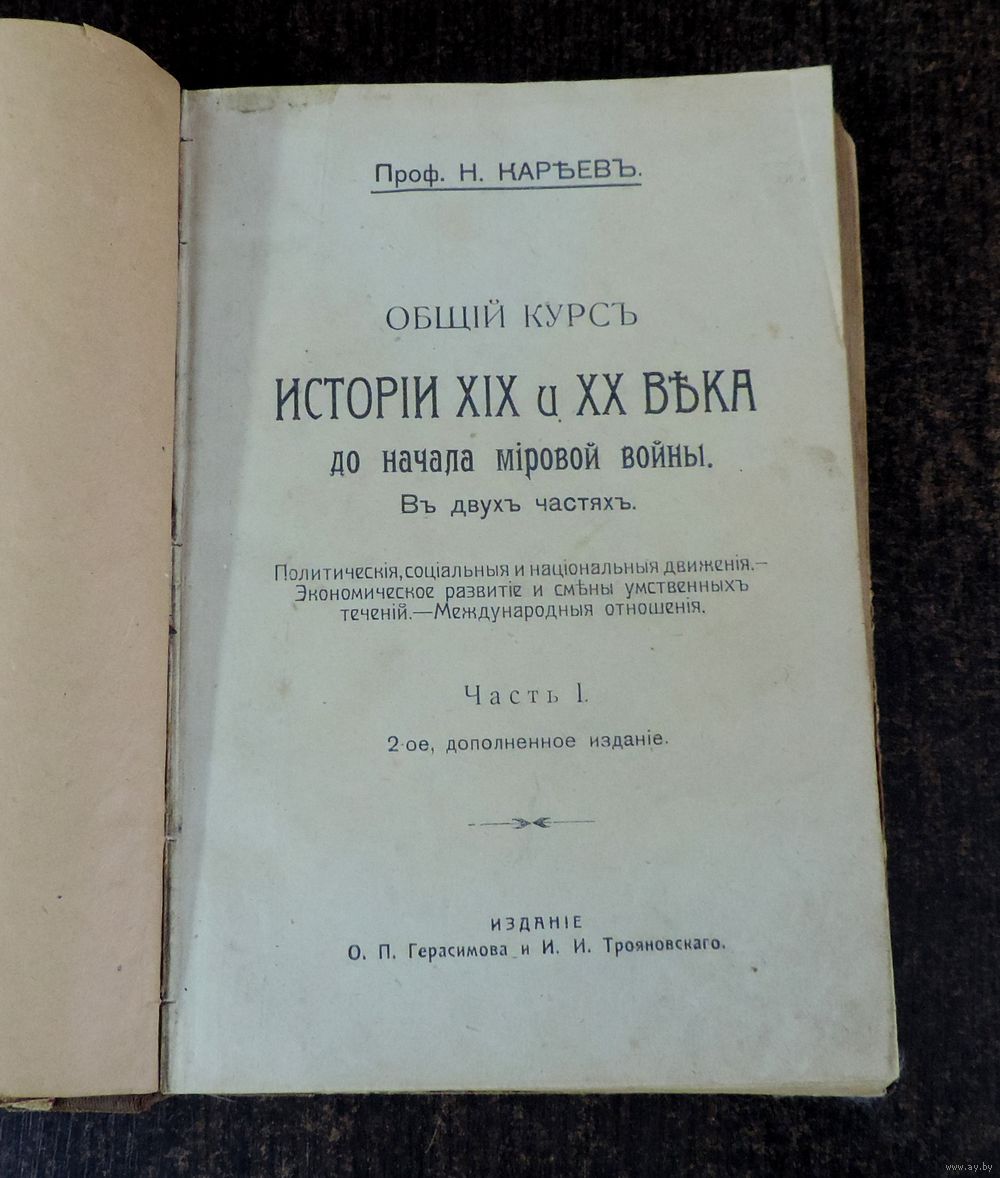 Проф. Н. КАРѢЕВЪ.
ОБЩІЙ КУРСЪ
ИСТОРІИ XIX и XX ВѢКА
до начала міровой войны.
Въ двухъ частяхъ.
Политическія, соціальныя и національныя движенія.—
Экономическое развитіе и смѣны умственныхъ
теченій.—Международныя отношенія.
Часть I.
2-ое, дополненное изданіе.
ИЗДАНІЕ
О. П. Герасимова и И. И. Трояновскаго.
www.ay.by